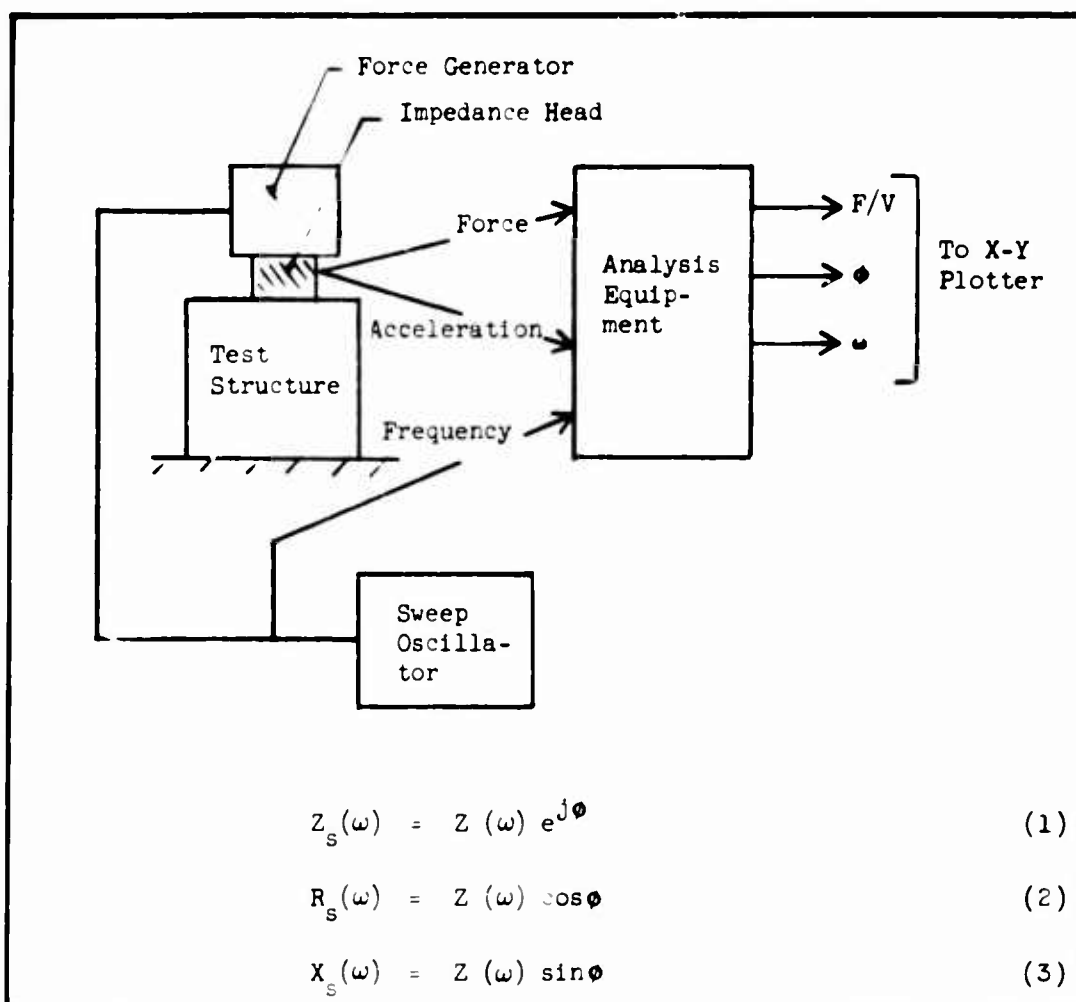 Force Generator
Impedance Head
Force
Acceleration
Frequency
Test
Structure
Analysis
Equip-
ment
F/V
ϕ
ω
To X-Y
Plotter
Sweep
Oscilla-
tor
Z_s(ω) = Z (ω) e^{jϕ} (1)
R_s(ω) = Z (ω) cosϕ (2)
X_s(ω) = Z (ω) sinϕ (3)